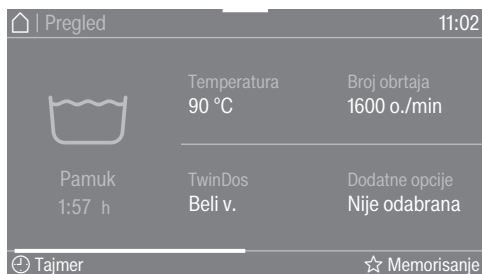 | Pregled 11:02
Temperatura
90 °C
Broj obrtaja
1600 o./min
Pamuk
1:57 h
TwinDos
Beli v.
Dodatne opcije
Nije odabrana
Tajmer
Memorisanje